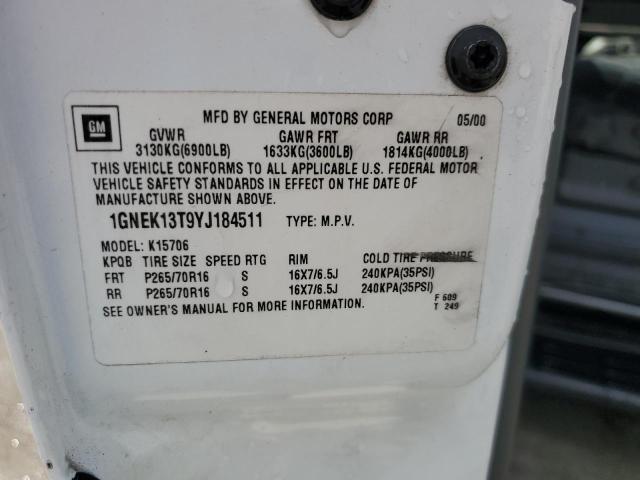 GM
MFD BY GENERAL MOTORS CORP 05/00
GVWR GAWR FRT GAWR RR
3130KG(6900LB) 1633KG(3600LB) 1814KG(4000LB)
THIS VEHICLE CONFORMS TO ALL APPLICABLE U.S. FEDERAL MOTOR
VEHICLE SAFETY STANDARDS IN EFFECT ON THE DATE OF
MANUFACTURE SHOWN ABOVE.
1GNEK13T9YJ184511 TYPE: M.P.V.
MODEL: K15706
KPQB TIRE SIZE SPEED RTG RIM COLD TIRE PRESSURE
FRT P265/70R16 S 16X7/6.5J 240KPA(35PSI)
RR P265/70R16 S 16X7/6.5J 240KPA(35PSI)
SEE OWNER'S MANUAL FOR MORE INFORMATION. F 609
T 249